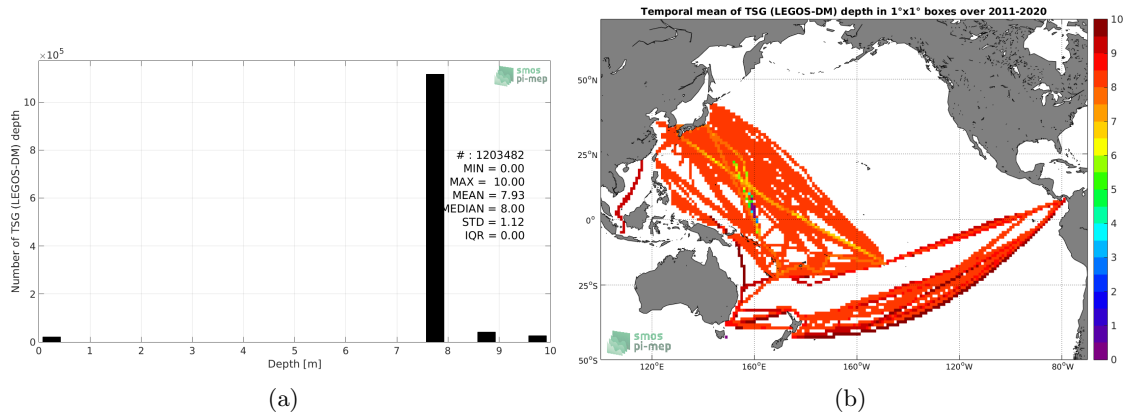 ×10⁵
smos
pi-mep
10
8
6
4
2
0
Number of TSG (LEGOS-DM) depth
# : 1203482
MIN = 0.00
MAX = 10.00
MEAN = 7.93
MEDIAN = 8.00
STD = 1.12
IQR = 0.00
0 1 2 3 4 5 6 7 8 9 10
Depth [m]
(a)
Temporal mean of TSG (LEGOS-DM) depth in 1°x1° boxes over 2011-2020
50°N
25°N
0°
25°S
50°S
smos
pi-mep
120°E 160°E 160°W 120°W 80°W
10
9
8
7
6
5
4
3
2
1
0
(b)